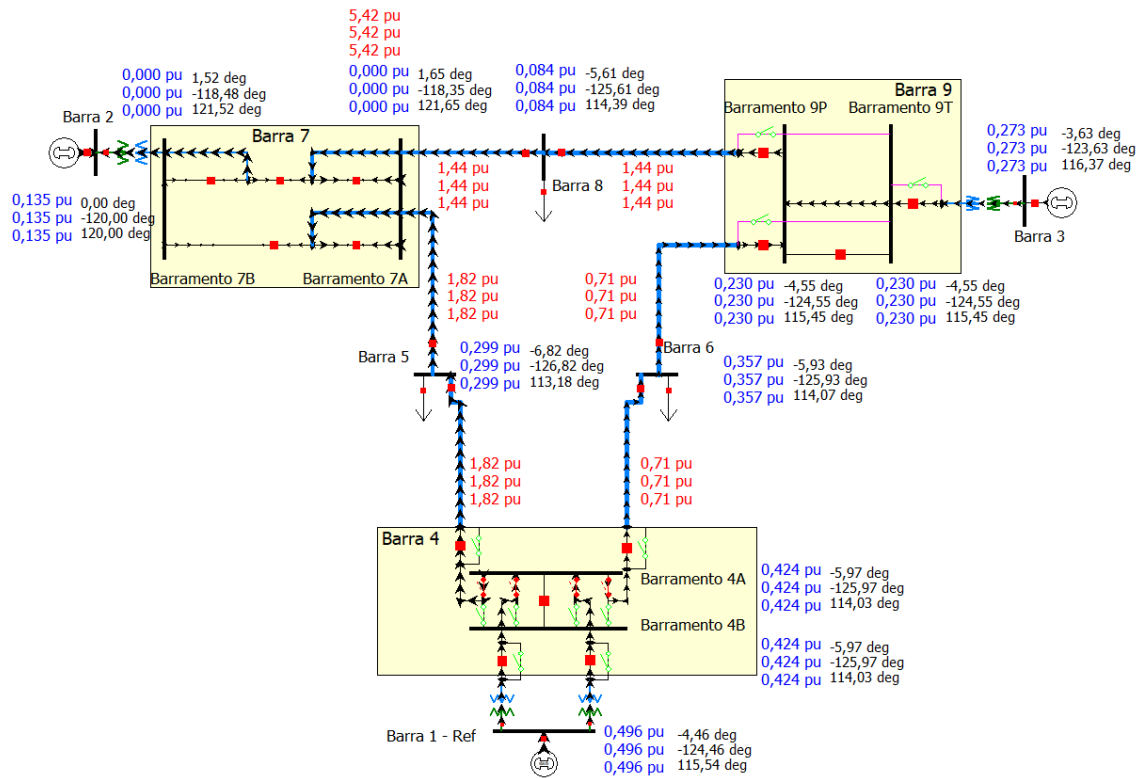 5,42 pu
5,42 pu
5,42 pu
0,000 pu 1,52 deg
0,000 pu -118,48 deg
0,000 pu 121,52 deg
0,000 pu 1,65 deg
0,000 pu -118,35 deg
0,000 pu 121,65 deg
0,084 pu -5,61 deg
0,084 pu -125,61 deg
0,084 pu 114,39 deg
Barra 2
Barra 7
Barra 9
Barramento 9P
Barramento 9T
0,273 pu -3,63 deg
0,273 pu -123,63 deg
0,273 pu 116,37 deg
1,44 pu
1,44 pu
1,44 pu
Barra 8
1,44 pu
1,44 pu
1,44 pu
0,135 pu 0,00 deg
0,135 pu -120,00 deg
0,135 pu 120,00 deg
Barra 3
Barramento 7B
Barramento 7A
1,82 pu
1,82 pu
1,82 pu
0,71 pu
0,71 pu
0,71 pu
0,230 pu -4,55 deg
0,230 pu -124,55 deg
0,230 pu 115,45 deg
0,230 pu -4,55 deg
0,230 pu -124,55 deg
0,230 pu 115,45 deg
Barra 5
0,299 pu -6,82 deg
0,299 pu -126,82 deg
0,299 pu 113,18 deg
Barra 6
0,357 pu -5,93 deg
0,357 pu -125,93 deg
0,357 pu 114,07 deg
1,82 pu
1,82 pu
1,82 pu
0,71 pu
0,71 pu
0,71 pu
Barra 4
Barramento 4A
0,424 pu -5,97 deg
0,424 pu -125,97 deg
0,424 pu 114,03 deg
Barramento 4B
0,424 pu -5,97 deg
0,424 pu -125,97 deg
0,424 pu 114,03 deg
Barra 1 - Ref
0,496 pu -4,46 deg
0,496 pu -124,46 deg
0,496 pu 115,54 deg